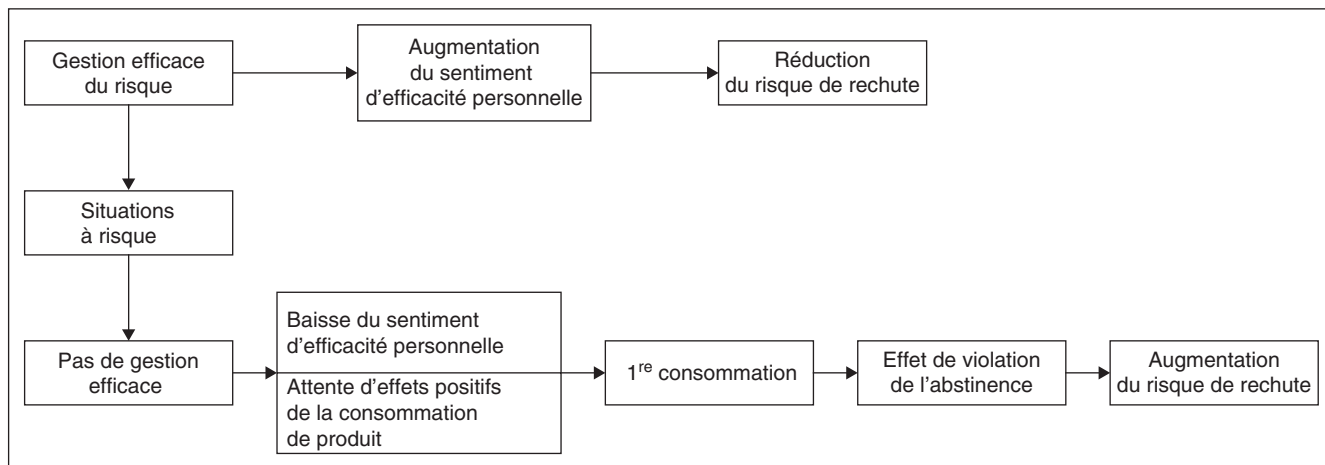 Gestion efficace
du risque
Augmentation
du sentiment
d'efficacité personnelle
Réduction
du risque de rechute
Situations
à risque
Pas de gestion
efficace
Baisse du sentiment
d'efficacité personnelle
Attente d'effets positifs
de la consommation
de produit
1re consommation
Effet de violation
de l'abstinence
Augmentation
du risque de rechute